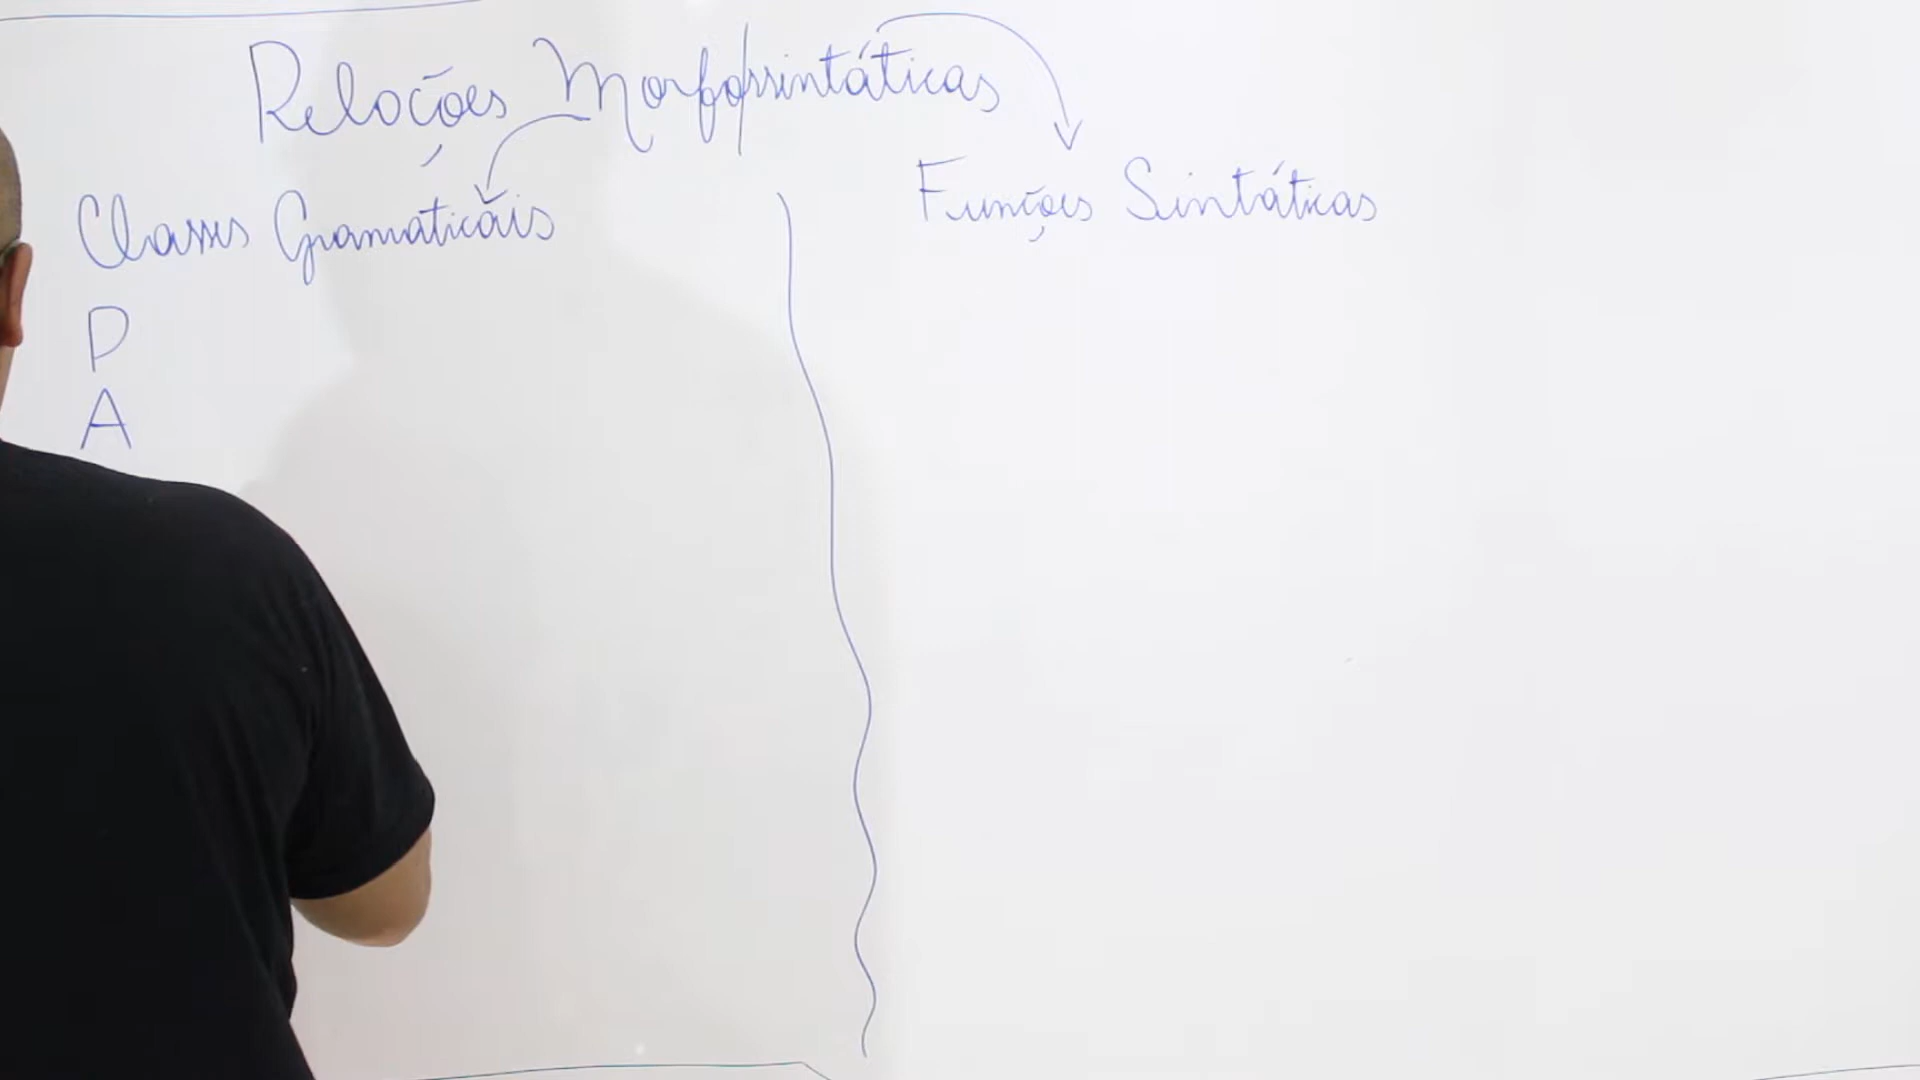 Relações Morfossintáticas
Classes Gramaticais
Funções Sintáticas
P
A